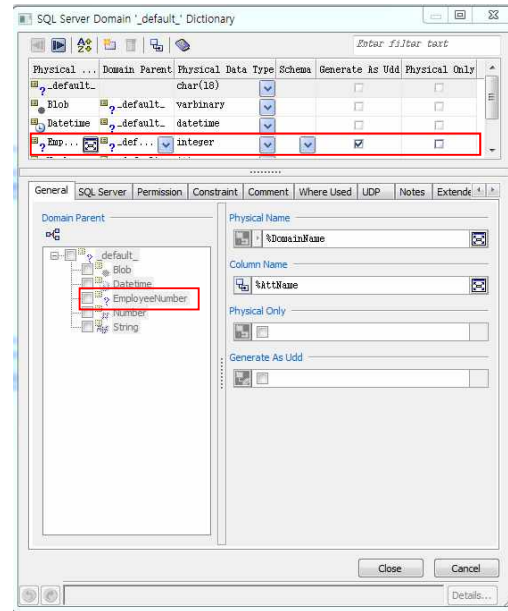 SQL Server Domain '_default_' Dictionary
Enter filter text
Physical ... Domain Parent Physical Data Type Schema Generate As Udd Physical Only
_default_ char(18)
Blob _default_ varbinary
Datetime _default_ datetime
Emp... _def... integer
General SQL Server Permission Constraint Comment Where Used UDP Notes Extende
Domain Parent
_default_
Blob
Datetime
EmployeeNumber
Number
String
Physical Name
%DomainName
Column Name
%AttName
Physical Only
Generate As Udd
Close Cancel
Details...